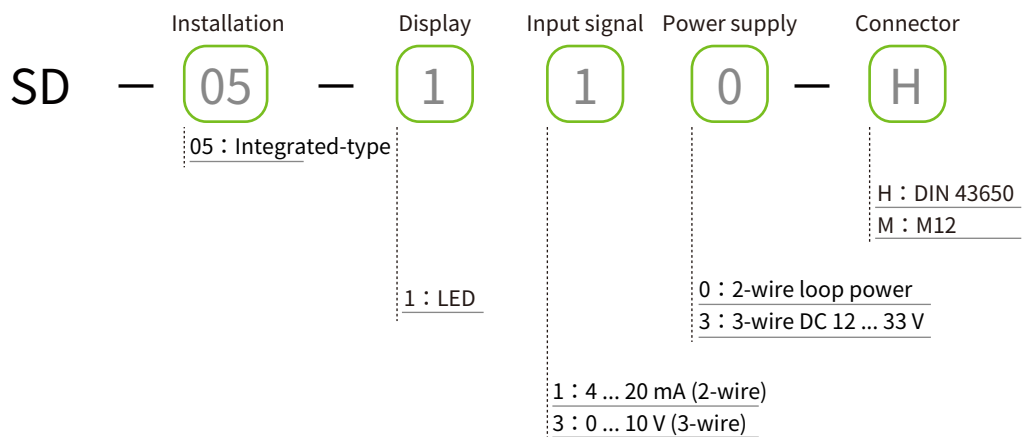 Installation Display Input signal Power supply Connector
SD — 05 — 1 1 0 — H
05：Integrated-type
H：DIN 43650
M：M12
1：LED
0：2-wire loop power
3：3-wire DC 12 ... 33 V
1：4 ... 20 mA (2-wire)
3：0 ... 10 V (3-wire)